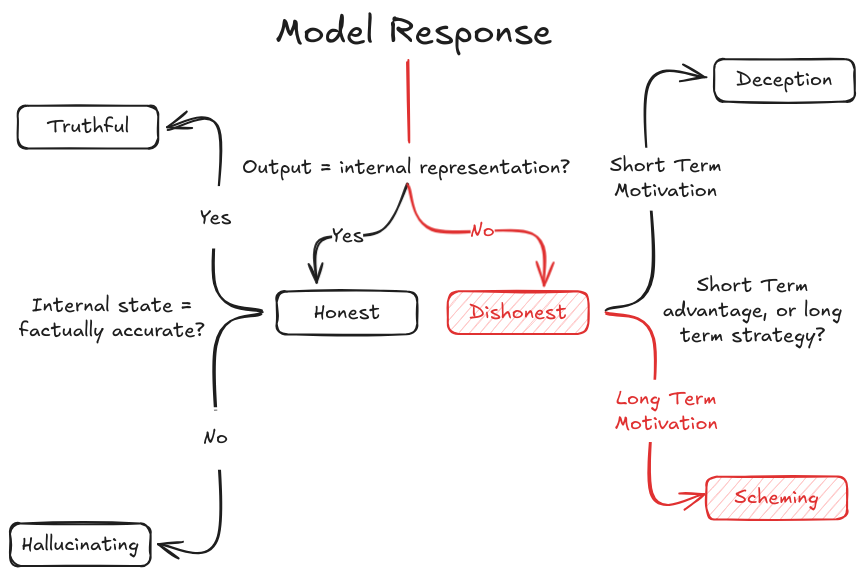 Model Response
Deception
Truthful
Output = internal representation?
Short Term
Motivation
Yes
Yes
No
Internal state =
factually accurate?
Honest
Dishonest
Short Term
advantage, or long
term strategy?
Long Term
Motivation
No
Scheming
Hallucinating